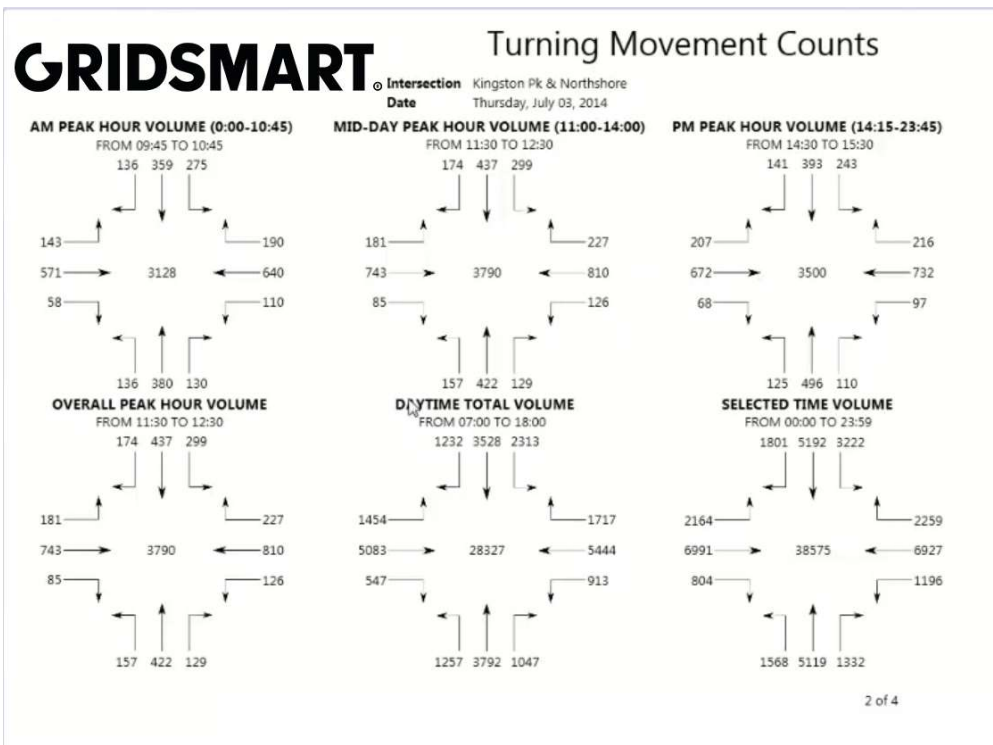 GRIDSMART®
Turning Movement Counts
Intersection Kingston Pk & Northshore
Date Thursday, July 03, 2014
AM PEAK HOUR VOLUME (0:00-10:45)
FROM 09:45 TO 10:45
136 359 275
143 190
571 3128 640
58 110
136 380 130
MID-DAY PEAK HOUR VOLUME (11:00-14:00)
FROM 11:30 TO 12:30
174 437 299
181 227
743 3790 810
85 126
157 422 129
PM PEAK HOUR VOLUME (14:15-23:45)
FROM 14:30 TO 15:30
141 393 243
207 216
672 3500 732
68 97
125 496 110
OVERALL PEAK HOUR VOLUME
FROM 11:30 TO 12:30
174 437 299
181 227
743 3790 810
85 126
157 422 129
DAYTIME TOTAL VOLUME
FROM 07:00 TO 18:00
1232 3528 2313
1454 1717
5083 28327 5444
547 913
1257 3792 1047
SELECTED TIME VOLUME
FROM 00:00 TO 23:59
1801 5192 3222
2164 2259
6991 38575 6927
804 1196
1568 5119 1332
2 of 4